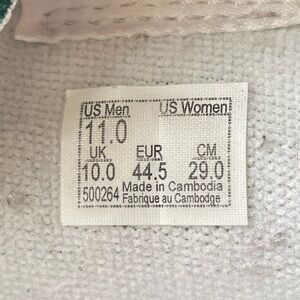 US Men US Women
11.0
UK EUR CM
10.0 44.5 29.0
500264 Made in Cambodia
Fabrique au Cambodge